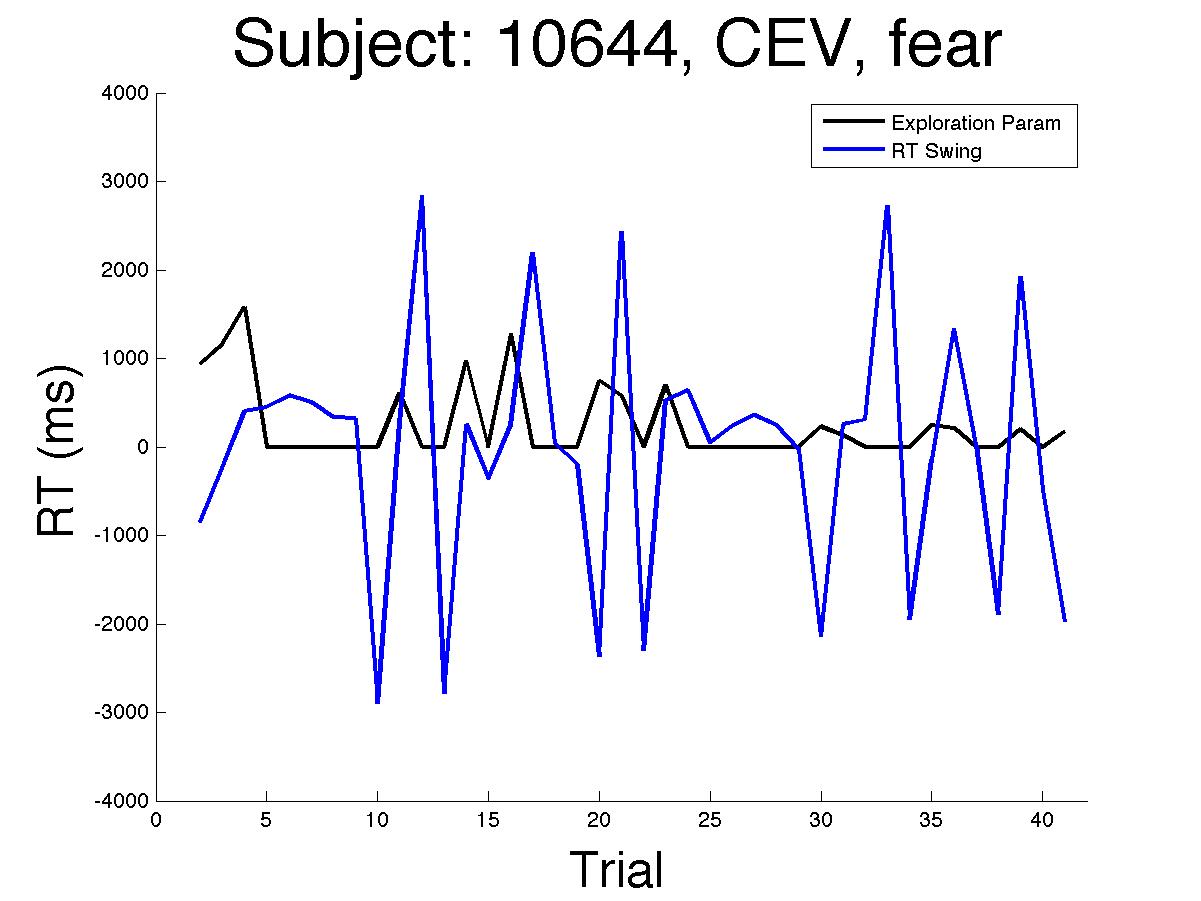 Subject: 10644, CEV, fear
4000
3000
2000
1000
0
-1000
-2000
-3000
-4000
RT (ms)
Exploration Param
RT Swing
0 5 10 15 20 25 30 35 40
Trial